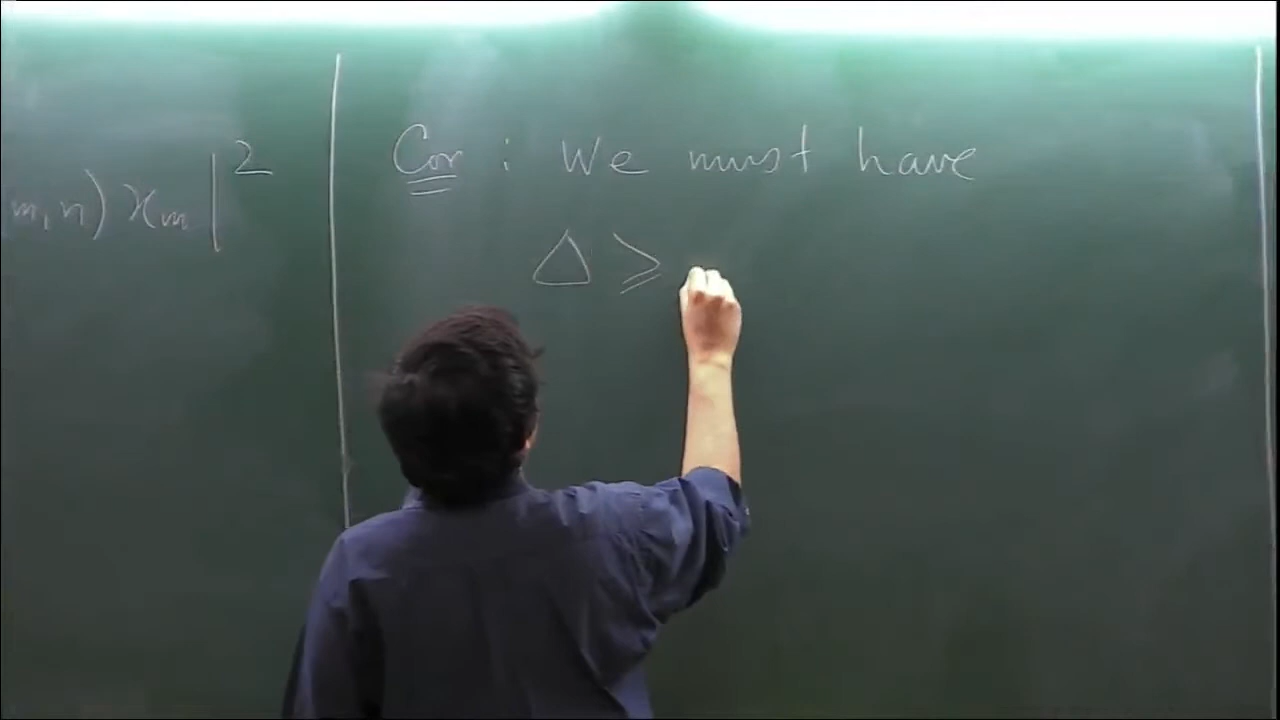 m,n) x_m|^2
Cor : We must have
Δ ≥